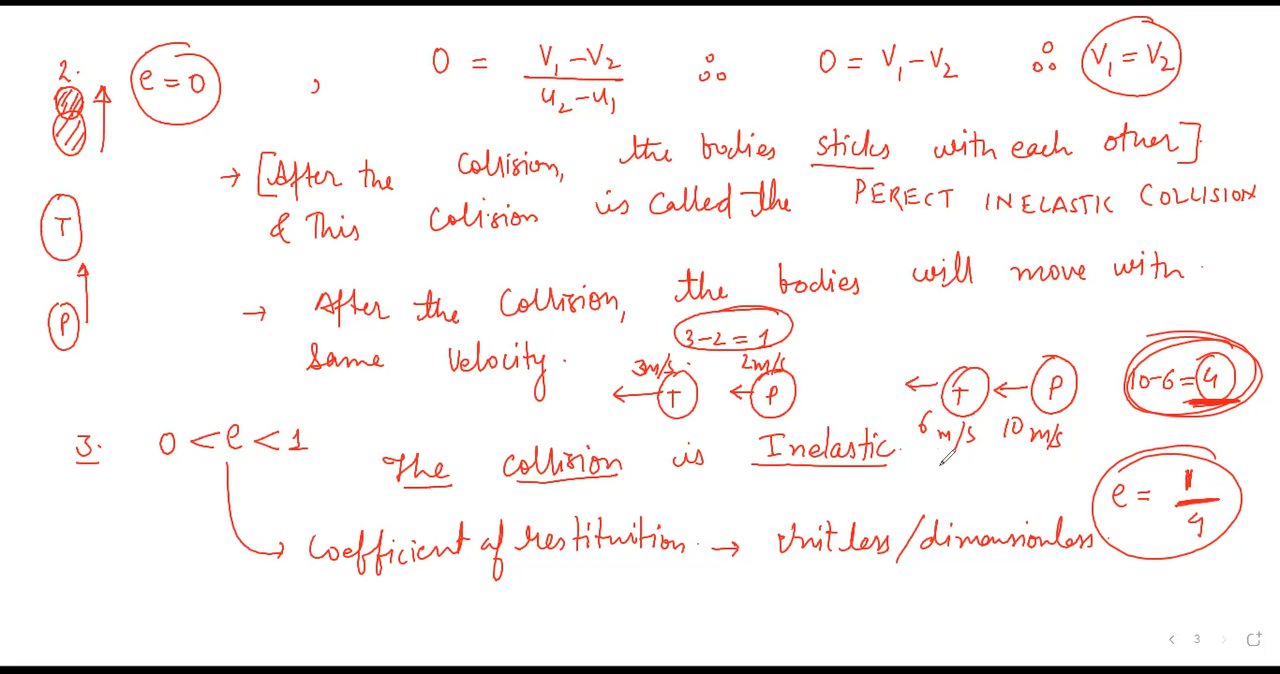 2. e = 0 , 0 = V₁ - V₂ / u₂ - u₁ ∴ 0 = V₁ - V₂ ∴ V₁ = V₂
→ [After the collision, the bodies sticks with each other]
& This collision is called the PERECT INELASTIC COLLISION
T
P
→ After the collision, the bodies will move with
same velocity.
3 - 2 = 1
3m/s. 2m/s
T P T P 10 - 6 = 4
6 m/s 10 m/s
3. 0 < e < 1 The collision is Inelastic.
e = 1/4
→ coefficient of restituition. → Unitless/dimensionless.
3